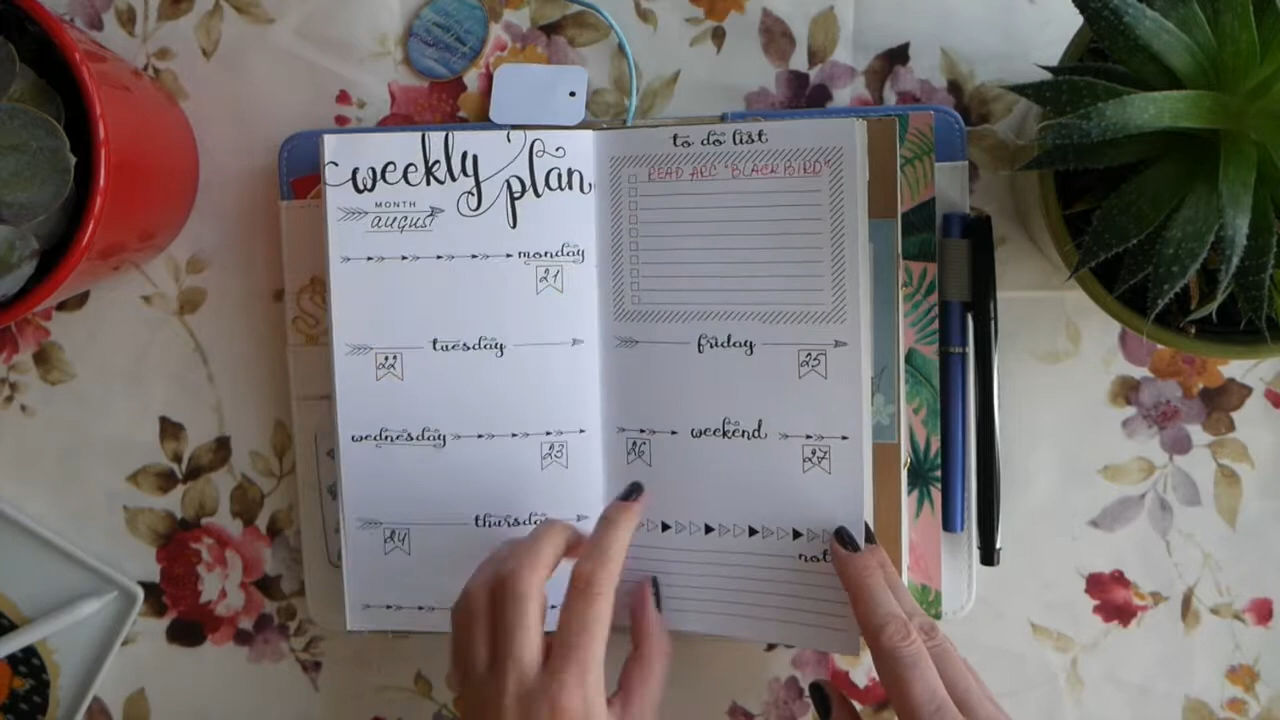 weekly plan
MONTH
august
monday
21
tuesday
22
wednesday
23
thursday
24
to do list
READ ARC "BLACKBIRD"
friday
25
weekend
26
27